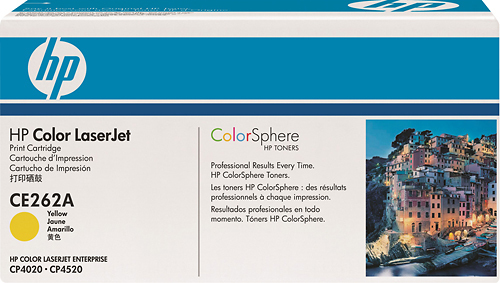 hp
HP Color LaserJet
Print Cartridge
Cartouche d'Impression
Cartucho de Impresión
打印硒鼓
CE262A
Yellow
Jaune
Amarillo
黄色
HP COLOR LASERJET ENTERPRISE
CP4020 • CP4520
ColorSphere
HP TONERS
Professional Results Every Time.
HP ColorSphere Toners.
Les toners HP ColorSphere : des résultats
professionnels à chaque impression.
Resultados profesionales en todo
momento. Tóners HP ColorSphere.